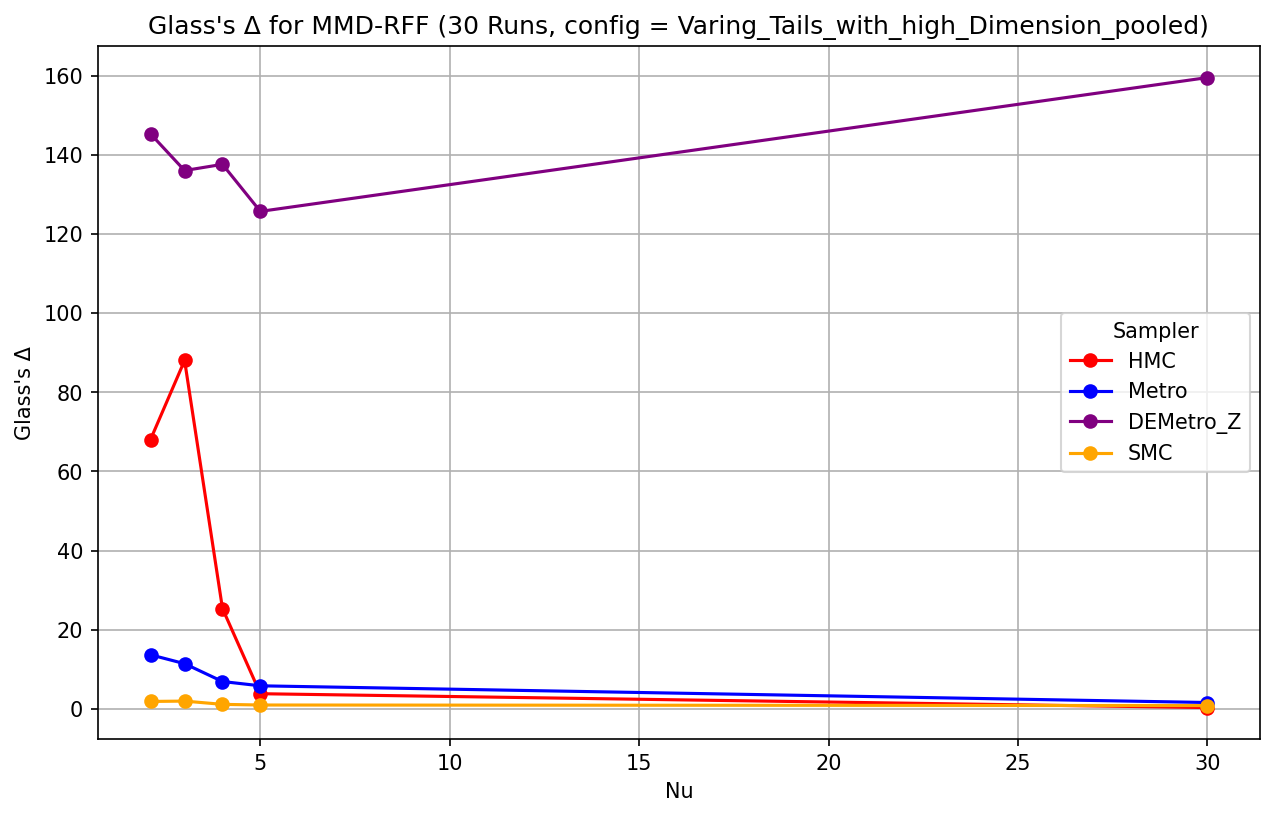 Glass's Δ for MMD-RFF (30 Runs, config = Varing_Tails_with_high_Dimension_pooled)
160
140
120
100
80
60
40
20
0
Glass's Δ
Sampler
HMC
Metro
DEMetro_Z
SMC
5
10
15
20
25
30
Nu